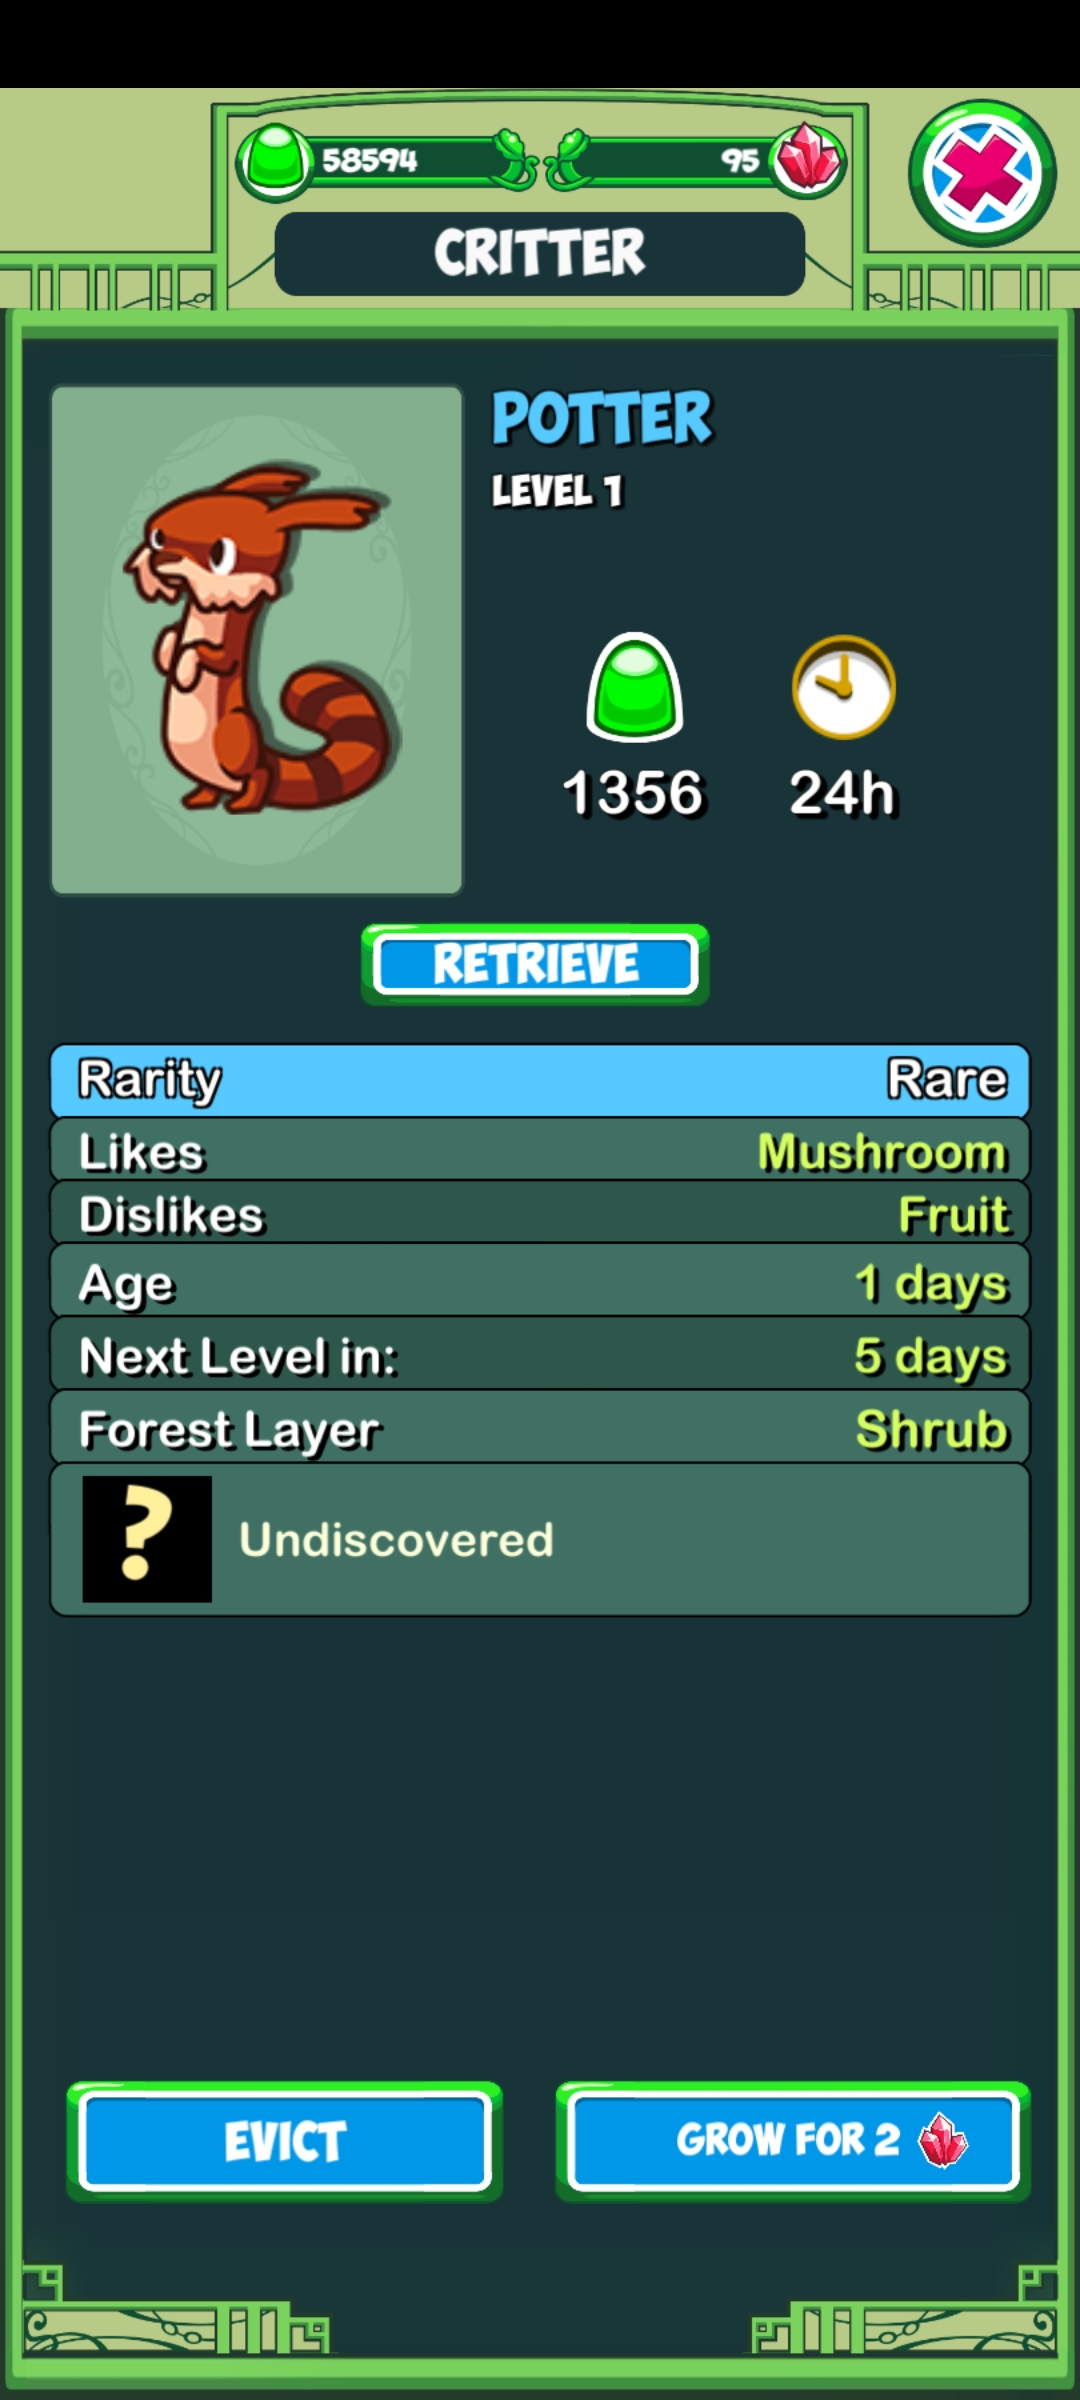 58594 95
CRITTER
POTTER
LEVEL 1
1356 24h
RETRIEVE
Rarity Rare
Likes Mushroom
Dislikes Fruit
Age 1 days
Next Level in: 5 days
Forest Layer Shrub
? Undiscovered
EVICT GROW FOR 2